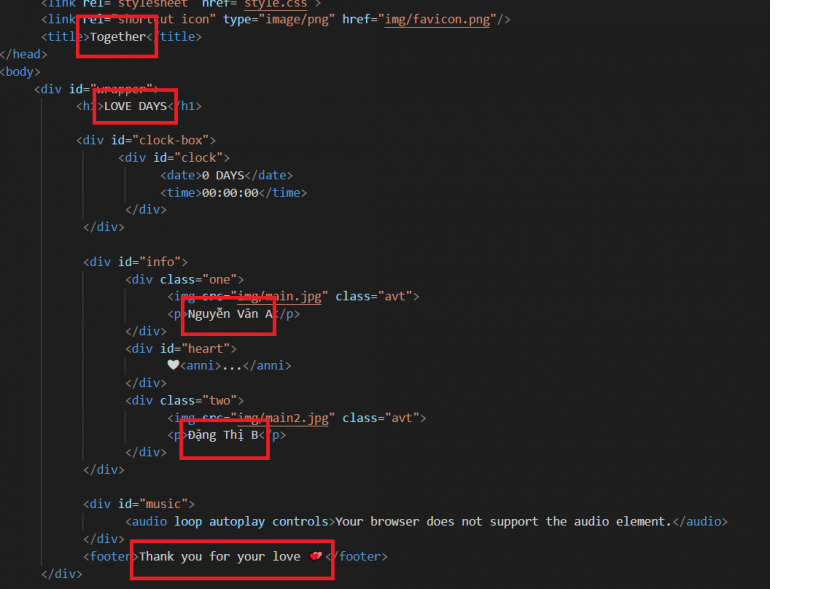 <link rel="stylesheet" href="style.css">
<link rel="shortcut icon" type="image/png" href="img/favicon.png"/>
<title>Together</title>
</head>
<body>
<div id="wrapper">
<h1>LOVE DAYS</h1>
<div id="clock-box">
<div id="clock">
<date>0 DAYS</date>
<time>00:00:00</time>
</div>
</div>
<div id="info">
<div class="one">
<img src="img/main.jpg" class="avt">
<p>Nguyễn Văn A</p>
</div>
<div id="heart">
🤍<anni>...</anni>
</div>
<div class="two">
<img src="img/main2.jpg" class="avt">
<p>Đặng Thị B</p>
</div>
</div>
<div id="music">
<audio loop autoplay controls>Your browser does not support the audio element.</audio>
</div>
<footer>Thank you for your love 💕</footer>
</div>